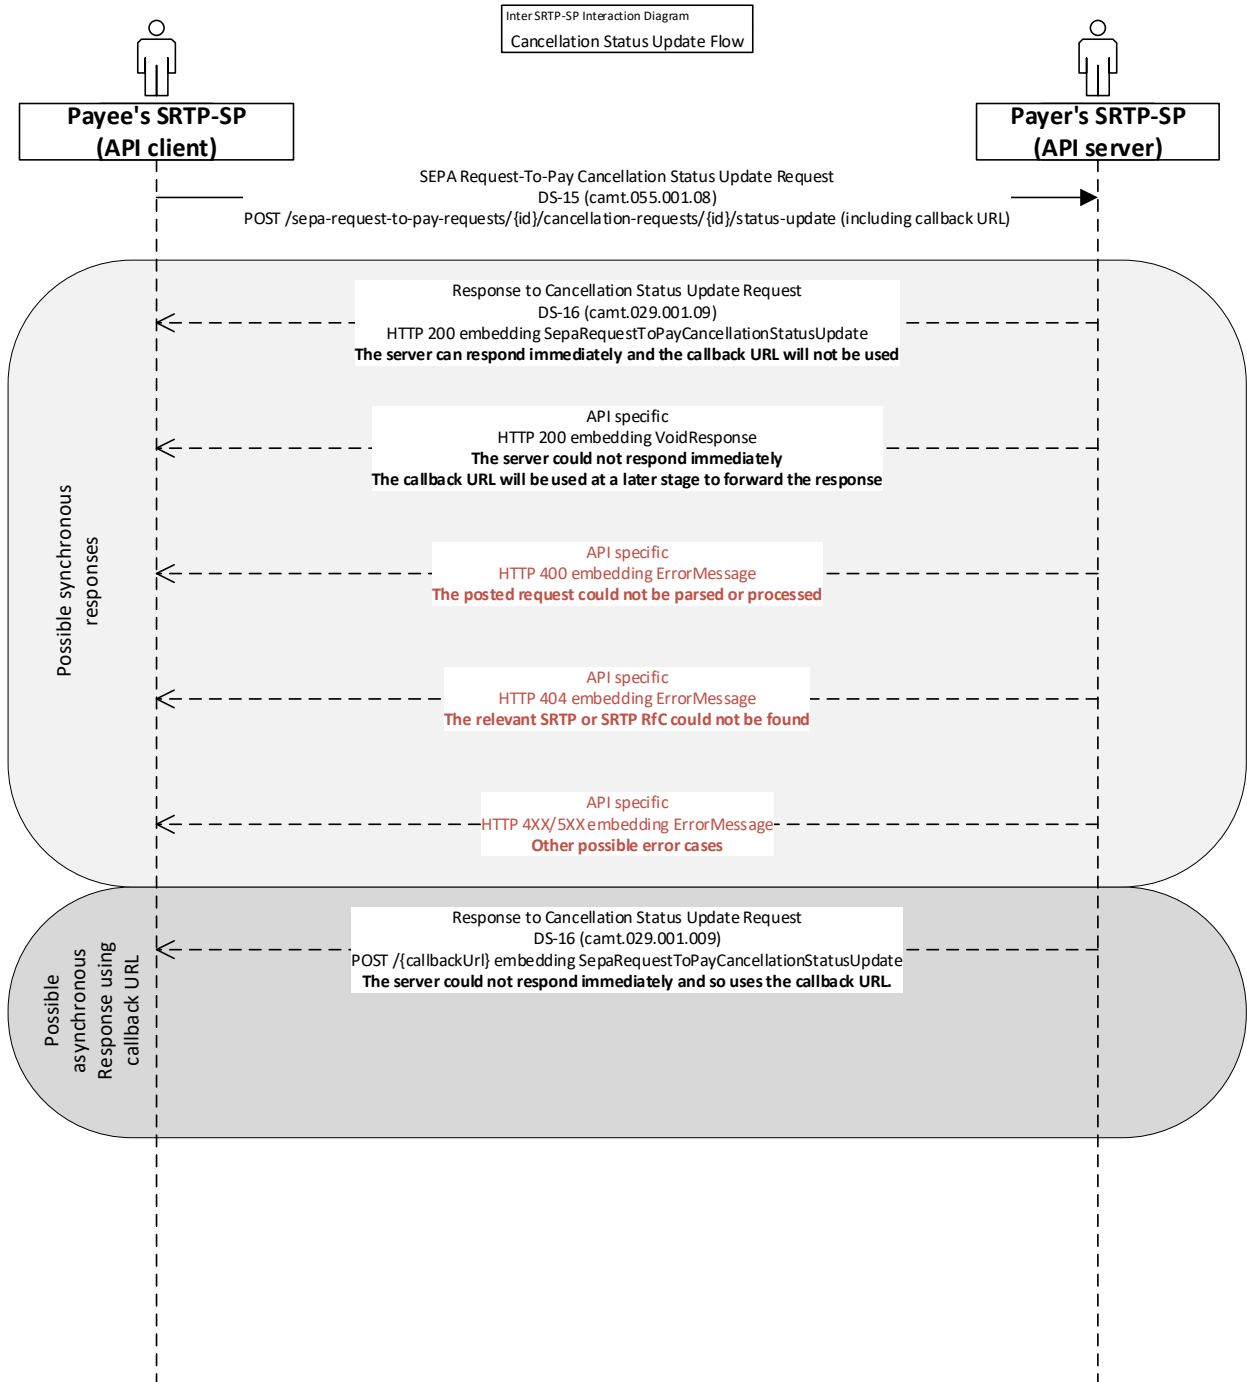 Inter SRTP-SP Interaction Diagram
Cancellation Status Update Flow
Payee's SRTP-SP
(API client)
Payer's SRTP-SP
(API server)
SEPA Request-To-Pay Cancellation Status Update Request
DS-15 (camt.055.001.08)
POST /sepa-request-to-pay-requests/{id}/cancellation-requests/{id}/status-update (including callback URL)
Possible synchronous
responses
Response to Cancellation Status Update Request
DS-16 (camt.029.001.09)
HTTP 200 embedding SepaRequestToPayCancellationStatusUpdate
The server can respond immediately and the callback URL will not be used
API specific
HTTP 200 embedding VoidResponse
The server could not respond immediately
The callback URL will be used at a later stage to forward the response
API specific
HTTP 400 embedding ErrorMessage
The posted request could not be parsed or processed
API specific
HTTP 404 embedding ErrorMessage
The relevant SRTP or SRTP RfC could not be found
API specific
HTTP 4XX/5XX embedding ErrorMessage
Other possible error cases
Possible
asynchronous
Response using
callback URL
Response to Cancellation Status Update Request
DS-16 (camt.029.001.009)
POST /{callbackUrl} embedding SepaRequestToPayCancellationStatusUpdate
The server could not respond immediately and so uses the callback URL.